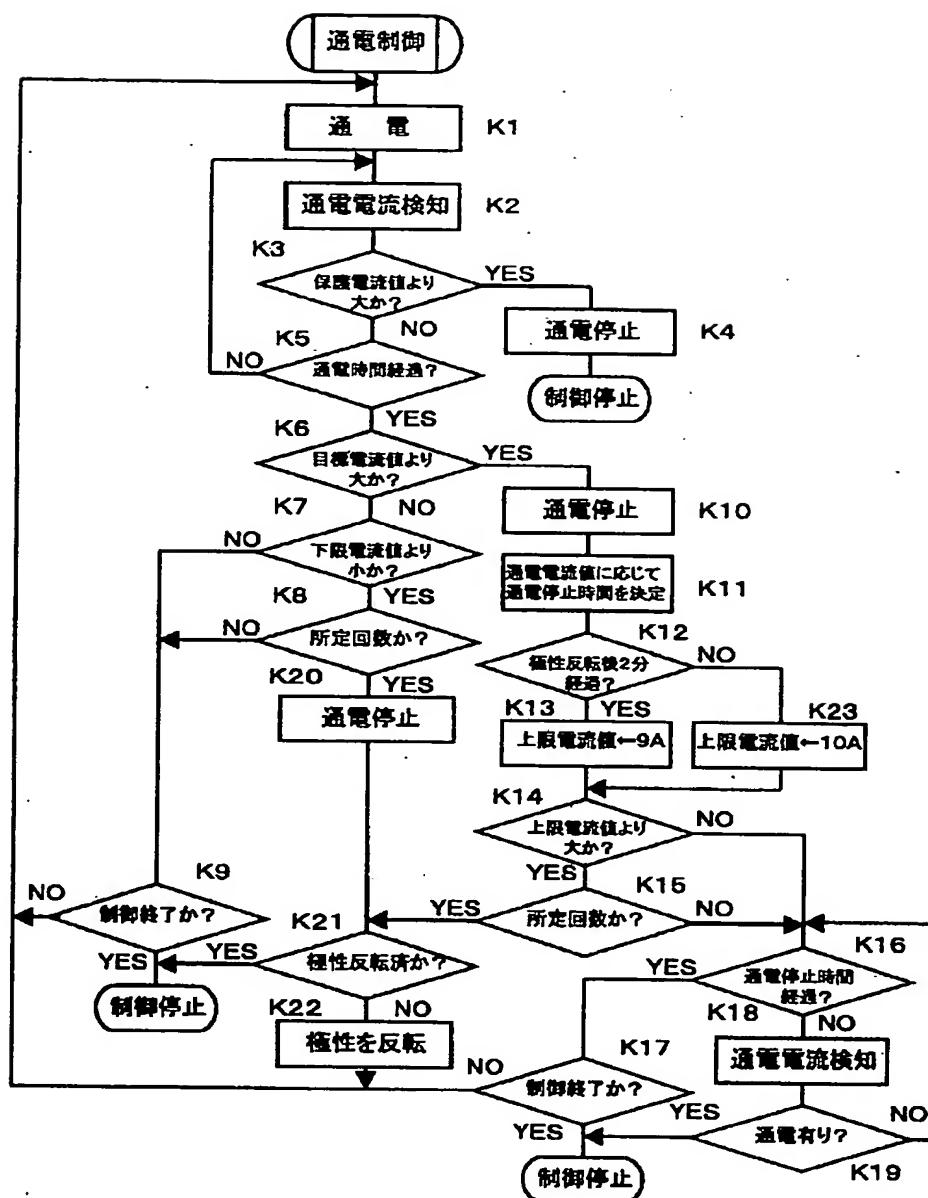 通電制御
通 電
K1
通電電流検知
K2
K3
保護電流値より
大か?
YES
NO
通電停止
K4
制御停止
K5
NO
通電時間経過?
YES
K6
目標電流値より
大か?
YES
NO
通電停止
K10
K7
NO
下限電流値より
小か?
YES
通電電流値に応じて
通電停止時間を決定
K11
K8
NO
所定回数か?
YES
K12
極性反転後2分
経過?
NO
YES
K20
通電停止
K13
上限電流値←9A
K23
上限電流値←10A
K14
上限電流値より
大か?
NO
YES
K9
NO
制御終了か?
YES
制御停止
K15
YES
所定回数か?
NO
K21
YES
極性反転済か?
NO
K16
YES
通電停止時間
経過?
NO
K22
極性を反転
K18
通電電流検知
K17
NO
制御終了か?
YES
制御停止
YES
通電有り?
NO
K19